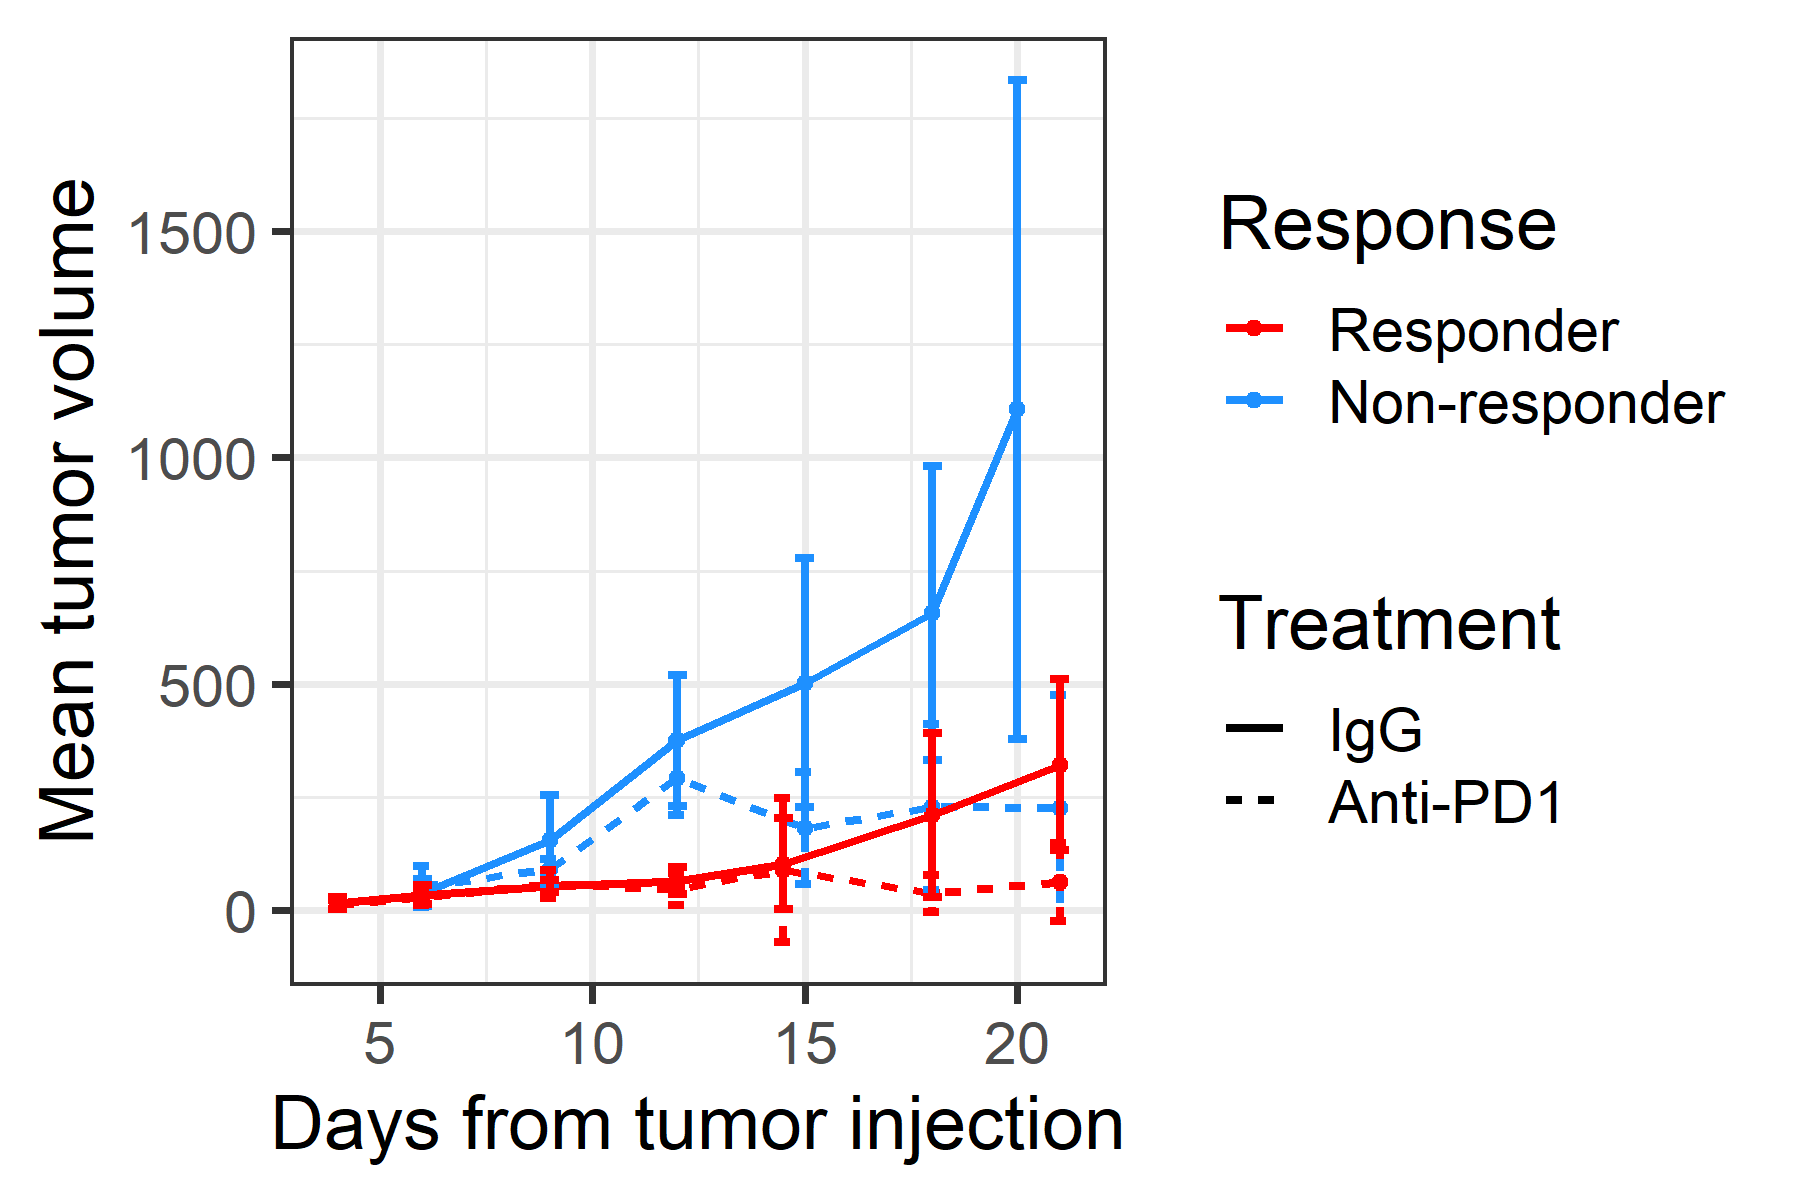 Mean tumor volume
1500
1000
500
0
5 10 15 20
Days from tumor injection
Response
Responder
Non-responder
Treatment
IgG
Anti-PD1